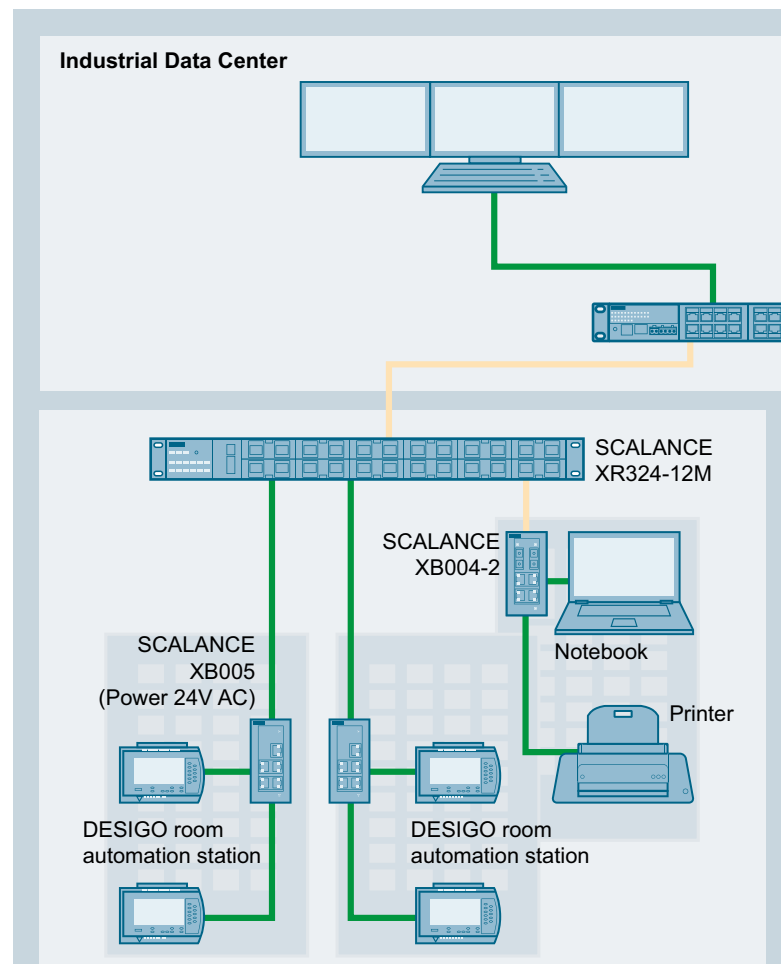 Industrial Data Center
SCALANCE
XR324-12M
SCALANCE
XB004-2
Notebook
SCALANCE
XB005
(Power 24V AC)
Printer
DESIGO room
automation station
DESIGO room
automation station